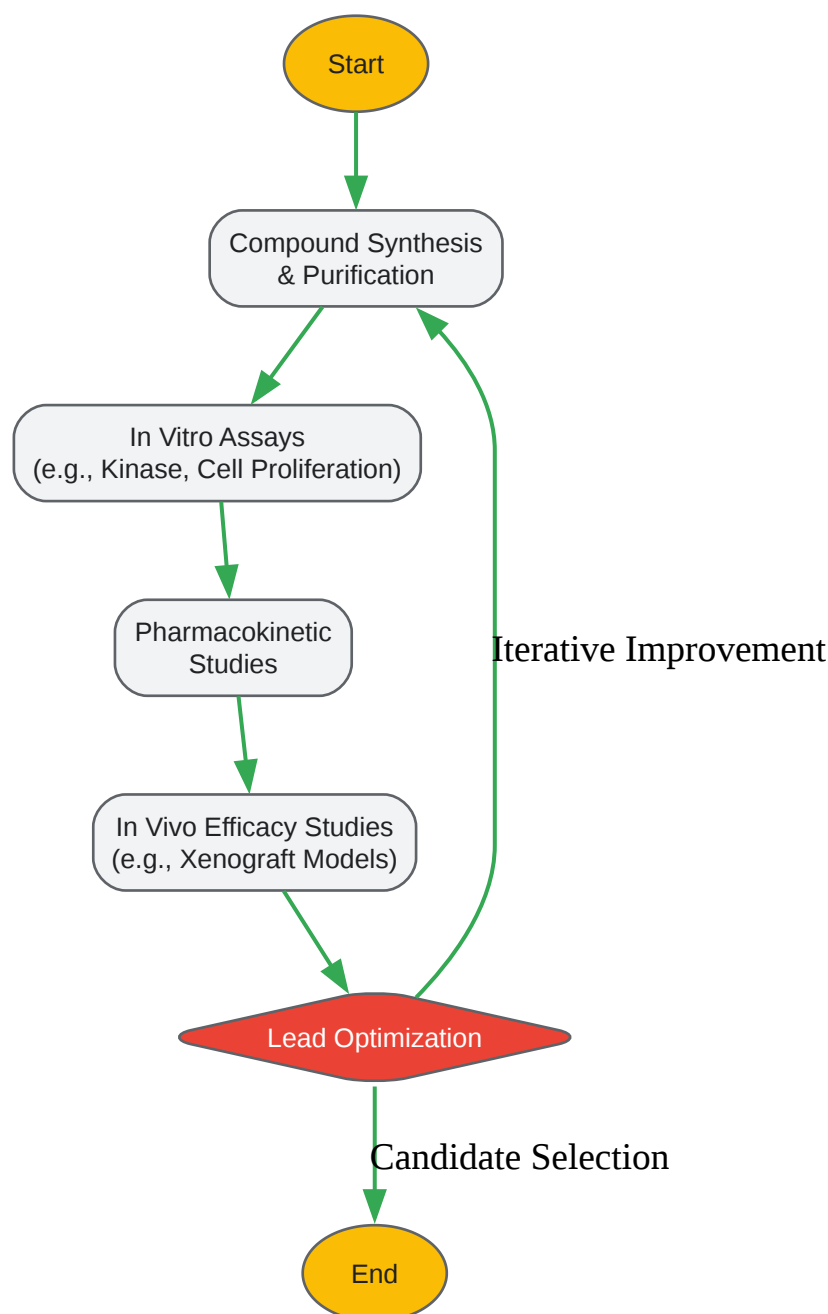 Start
Compound Synthesis
& Purification
In Vitro Assays
(e.g., Kinase, Cell Proliferation)
Pharmacokinetic
Studies
Iterative Improvement
In Vivo Efficacy Studies
(e.g., Xenograft Models)
Lead Optimization
Candidate Selection
End